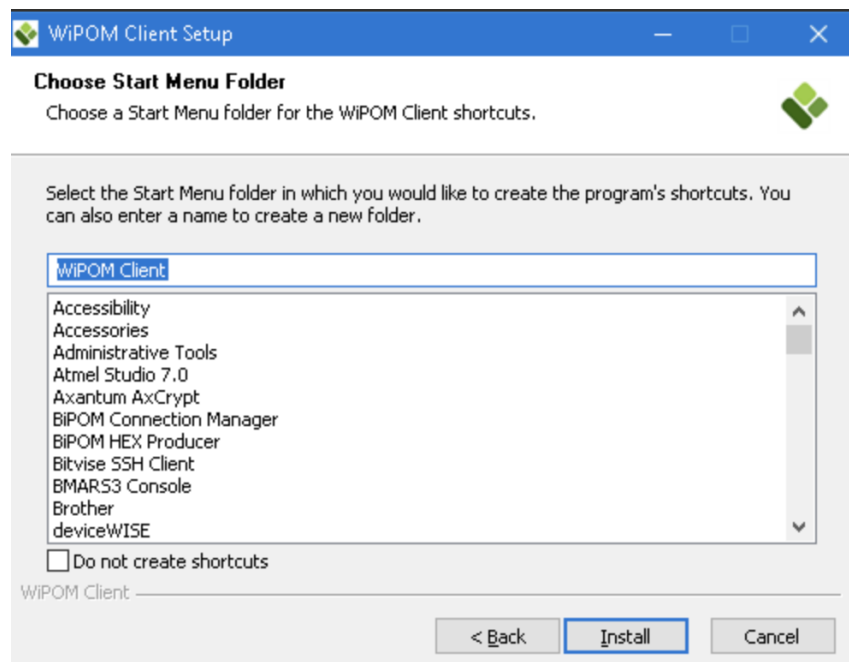 WiPOM Client Setup
Choose Start Menu Folder
Choose a Start Menu folder for the WiPOM Client shortcuts.
Select the Start Menu folder in which you would like to create the program's shortcuts. You
can also enter a name to create a new folder.
WiPOM Client
Accessibility
Accessories
Administrative Tools
Atmel Studio 7.0
Axantum AxCrypt
BiPOM Connection Manager
BiPOM HEX Producer
Bitvise SSH Client
BMARS3 Console
Brother
deviceWISE
Do not create shortcuts
WiPOM Client
< Back Install Cancel